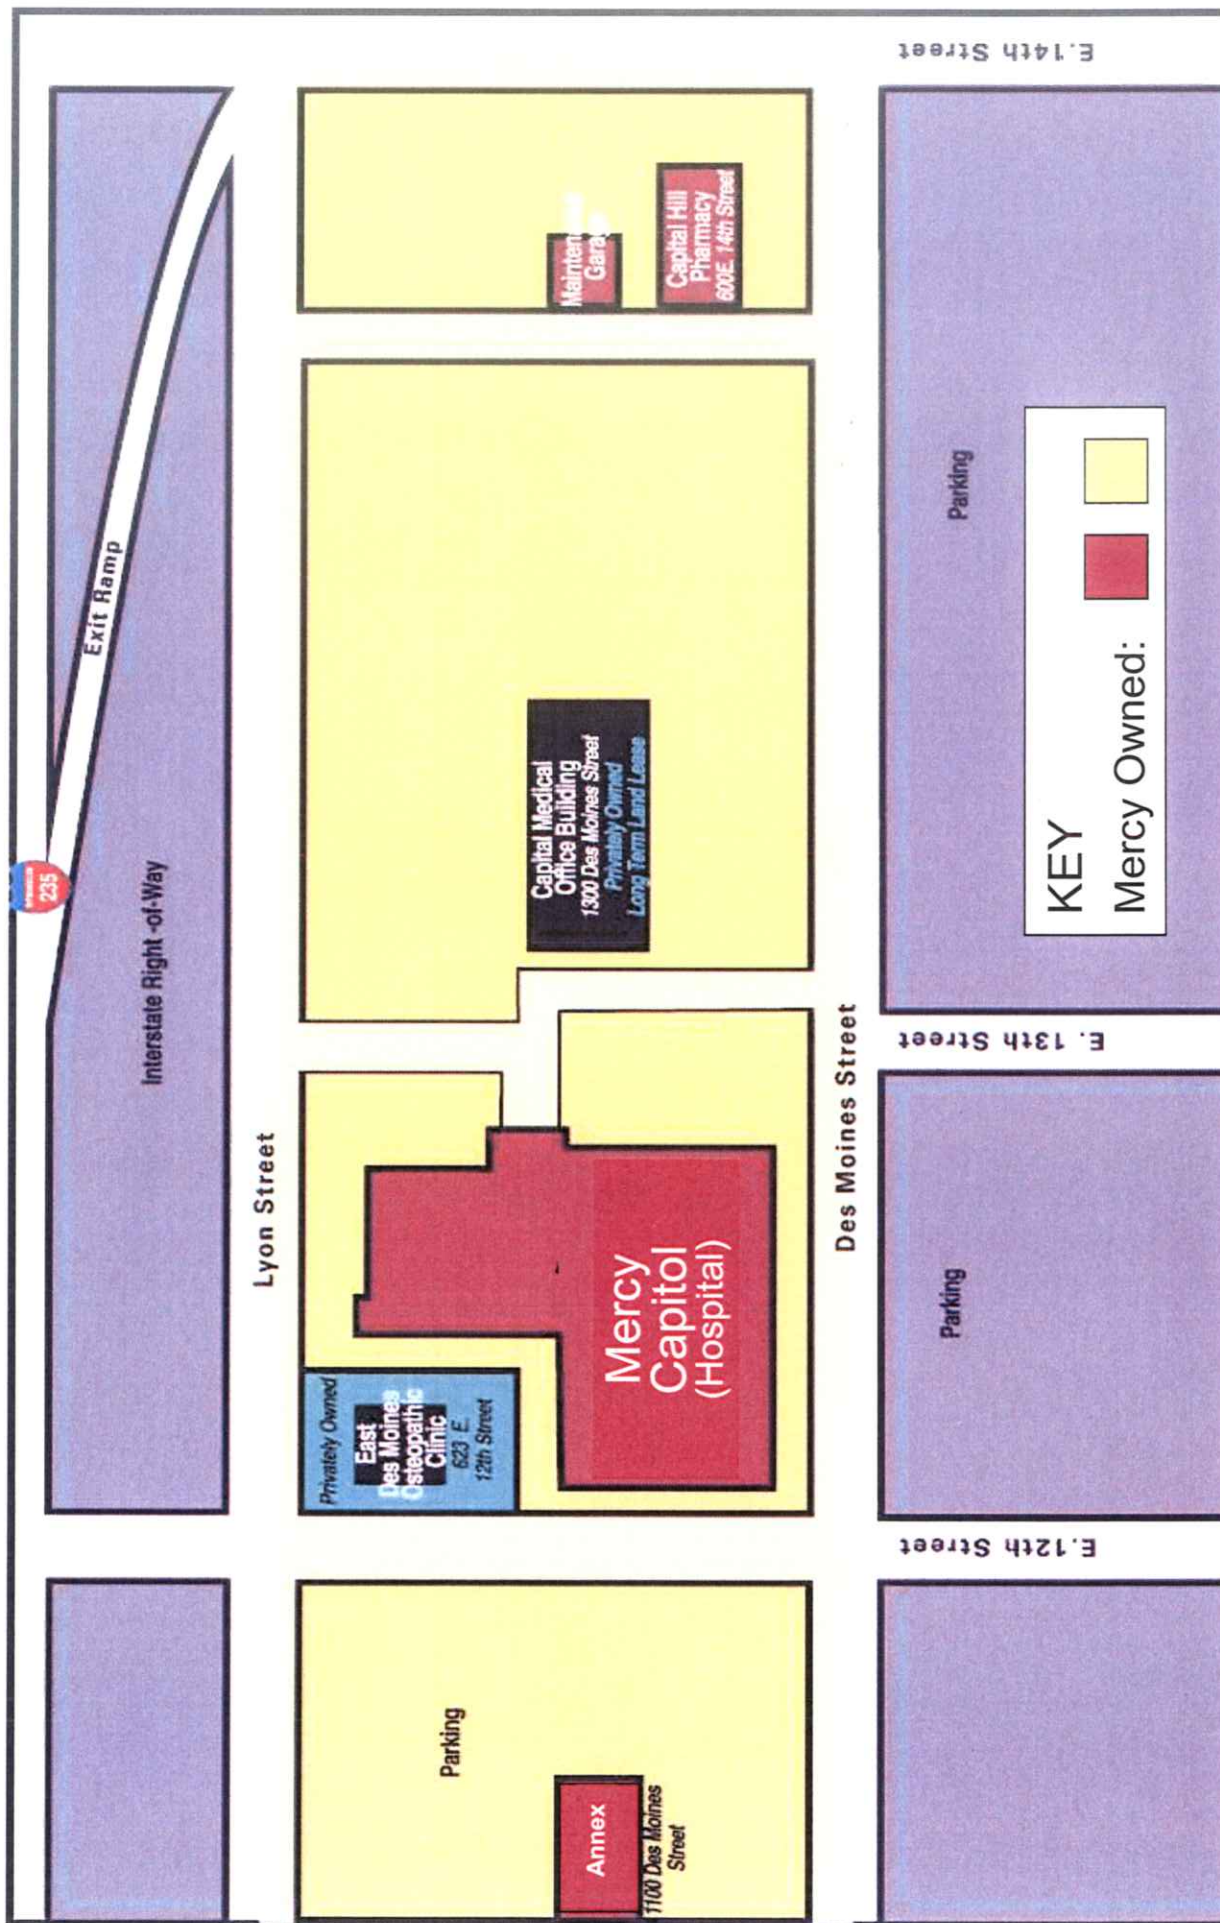 235
Exit Ramp
Interstate Right -of-Way
Lyon Street
Privately Owned
East
Des Moines
Osteopathic
Clinic
623 E.
12th Street
Mercy
Capitol
(Hospital)
Capital Medical
Office Building
1300 Des Moines Street
Privately Owned
Long Term Land Lease
Garage
Capital Hill
Pharmacy
600E. 14th Street
Parking
Annex
1100 Des Moines
Street
Des Moines Street
E.12th Street
E. 13th Street
E.14th Street
Parking
Parking
KEY
Mercy Owned: